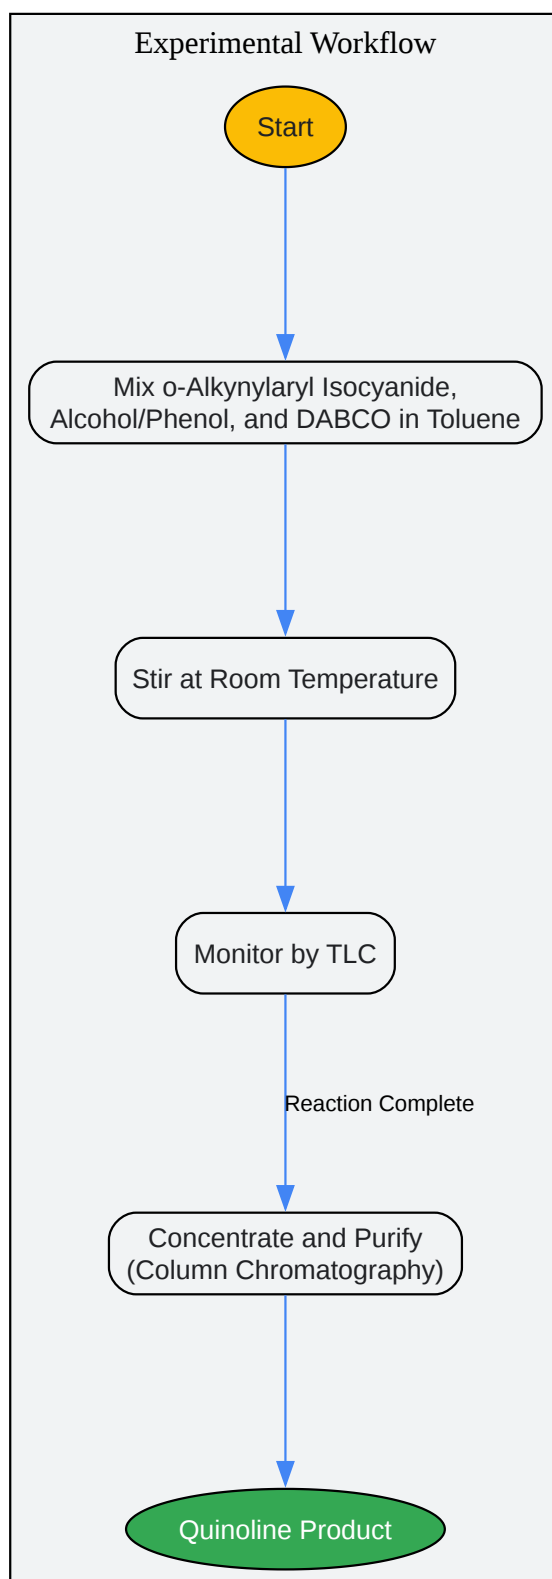 Experimental Workflow
Start
Mix o-Alkynylaryl Isocyanide,
Alcohol/Phenol, and DABCO in Toluene
Stir at Room Temperature
Monitor by TLC
Reaction Complete
Concentrate and Purify
(Column Chromatography)
Quinoline Product